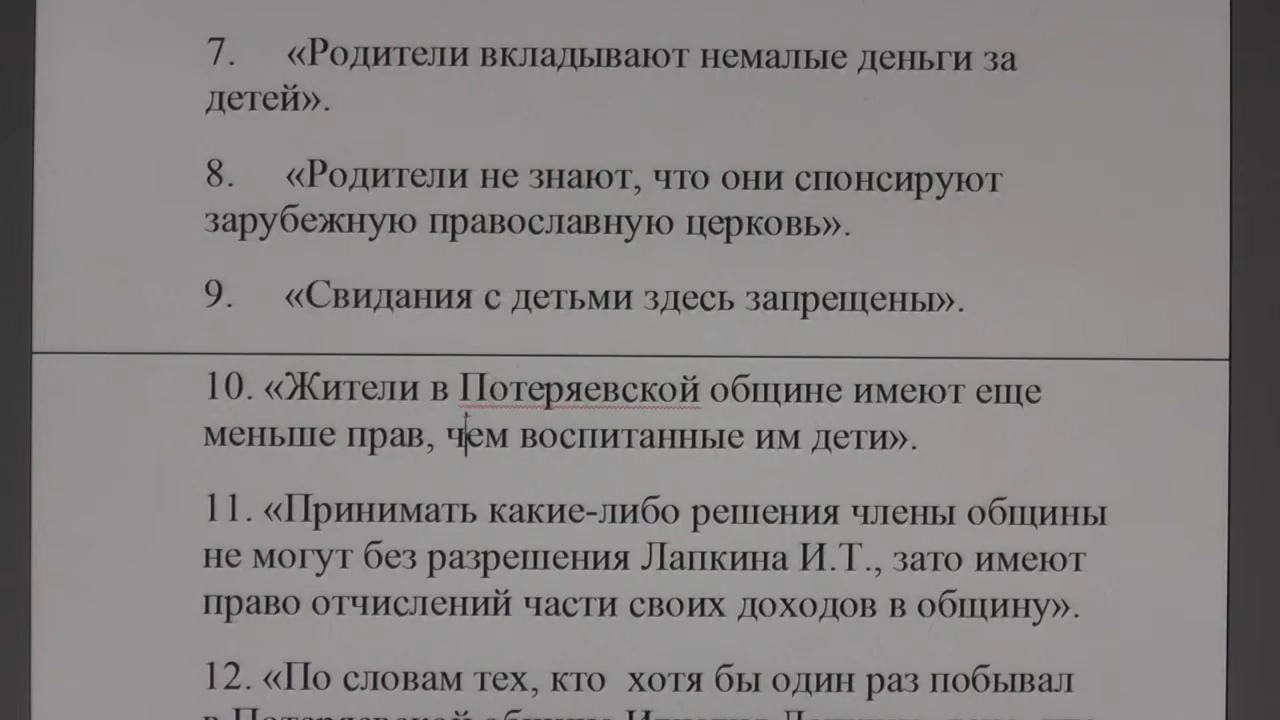 7. «Родители вкладывают немалые деньги за
детей».
8. «Родители не знают, что они спонсируют
зарубежную православную церковь».
9. «Свидания с детьми здесь запрещены».
10. «Жители в Потеряевской общине имеют еще
меньше прав, чем воспитанные им дети».
11. «Принимать какие-либо решения члены общины
не могут без разрешения Лапкина И.Т., зато имеют
право отчислений части своих доходов в общину».
12. «По словам тех, кто хотя бы один раз побывал
в Потеряевской